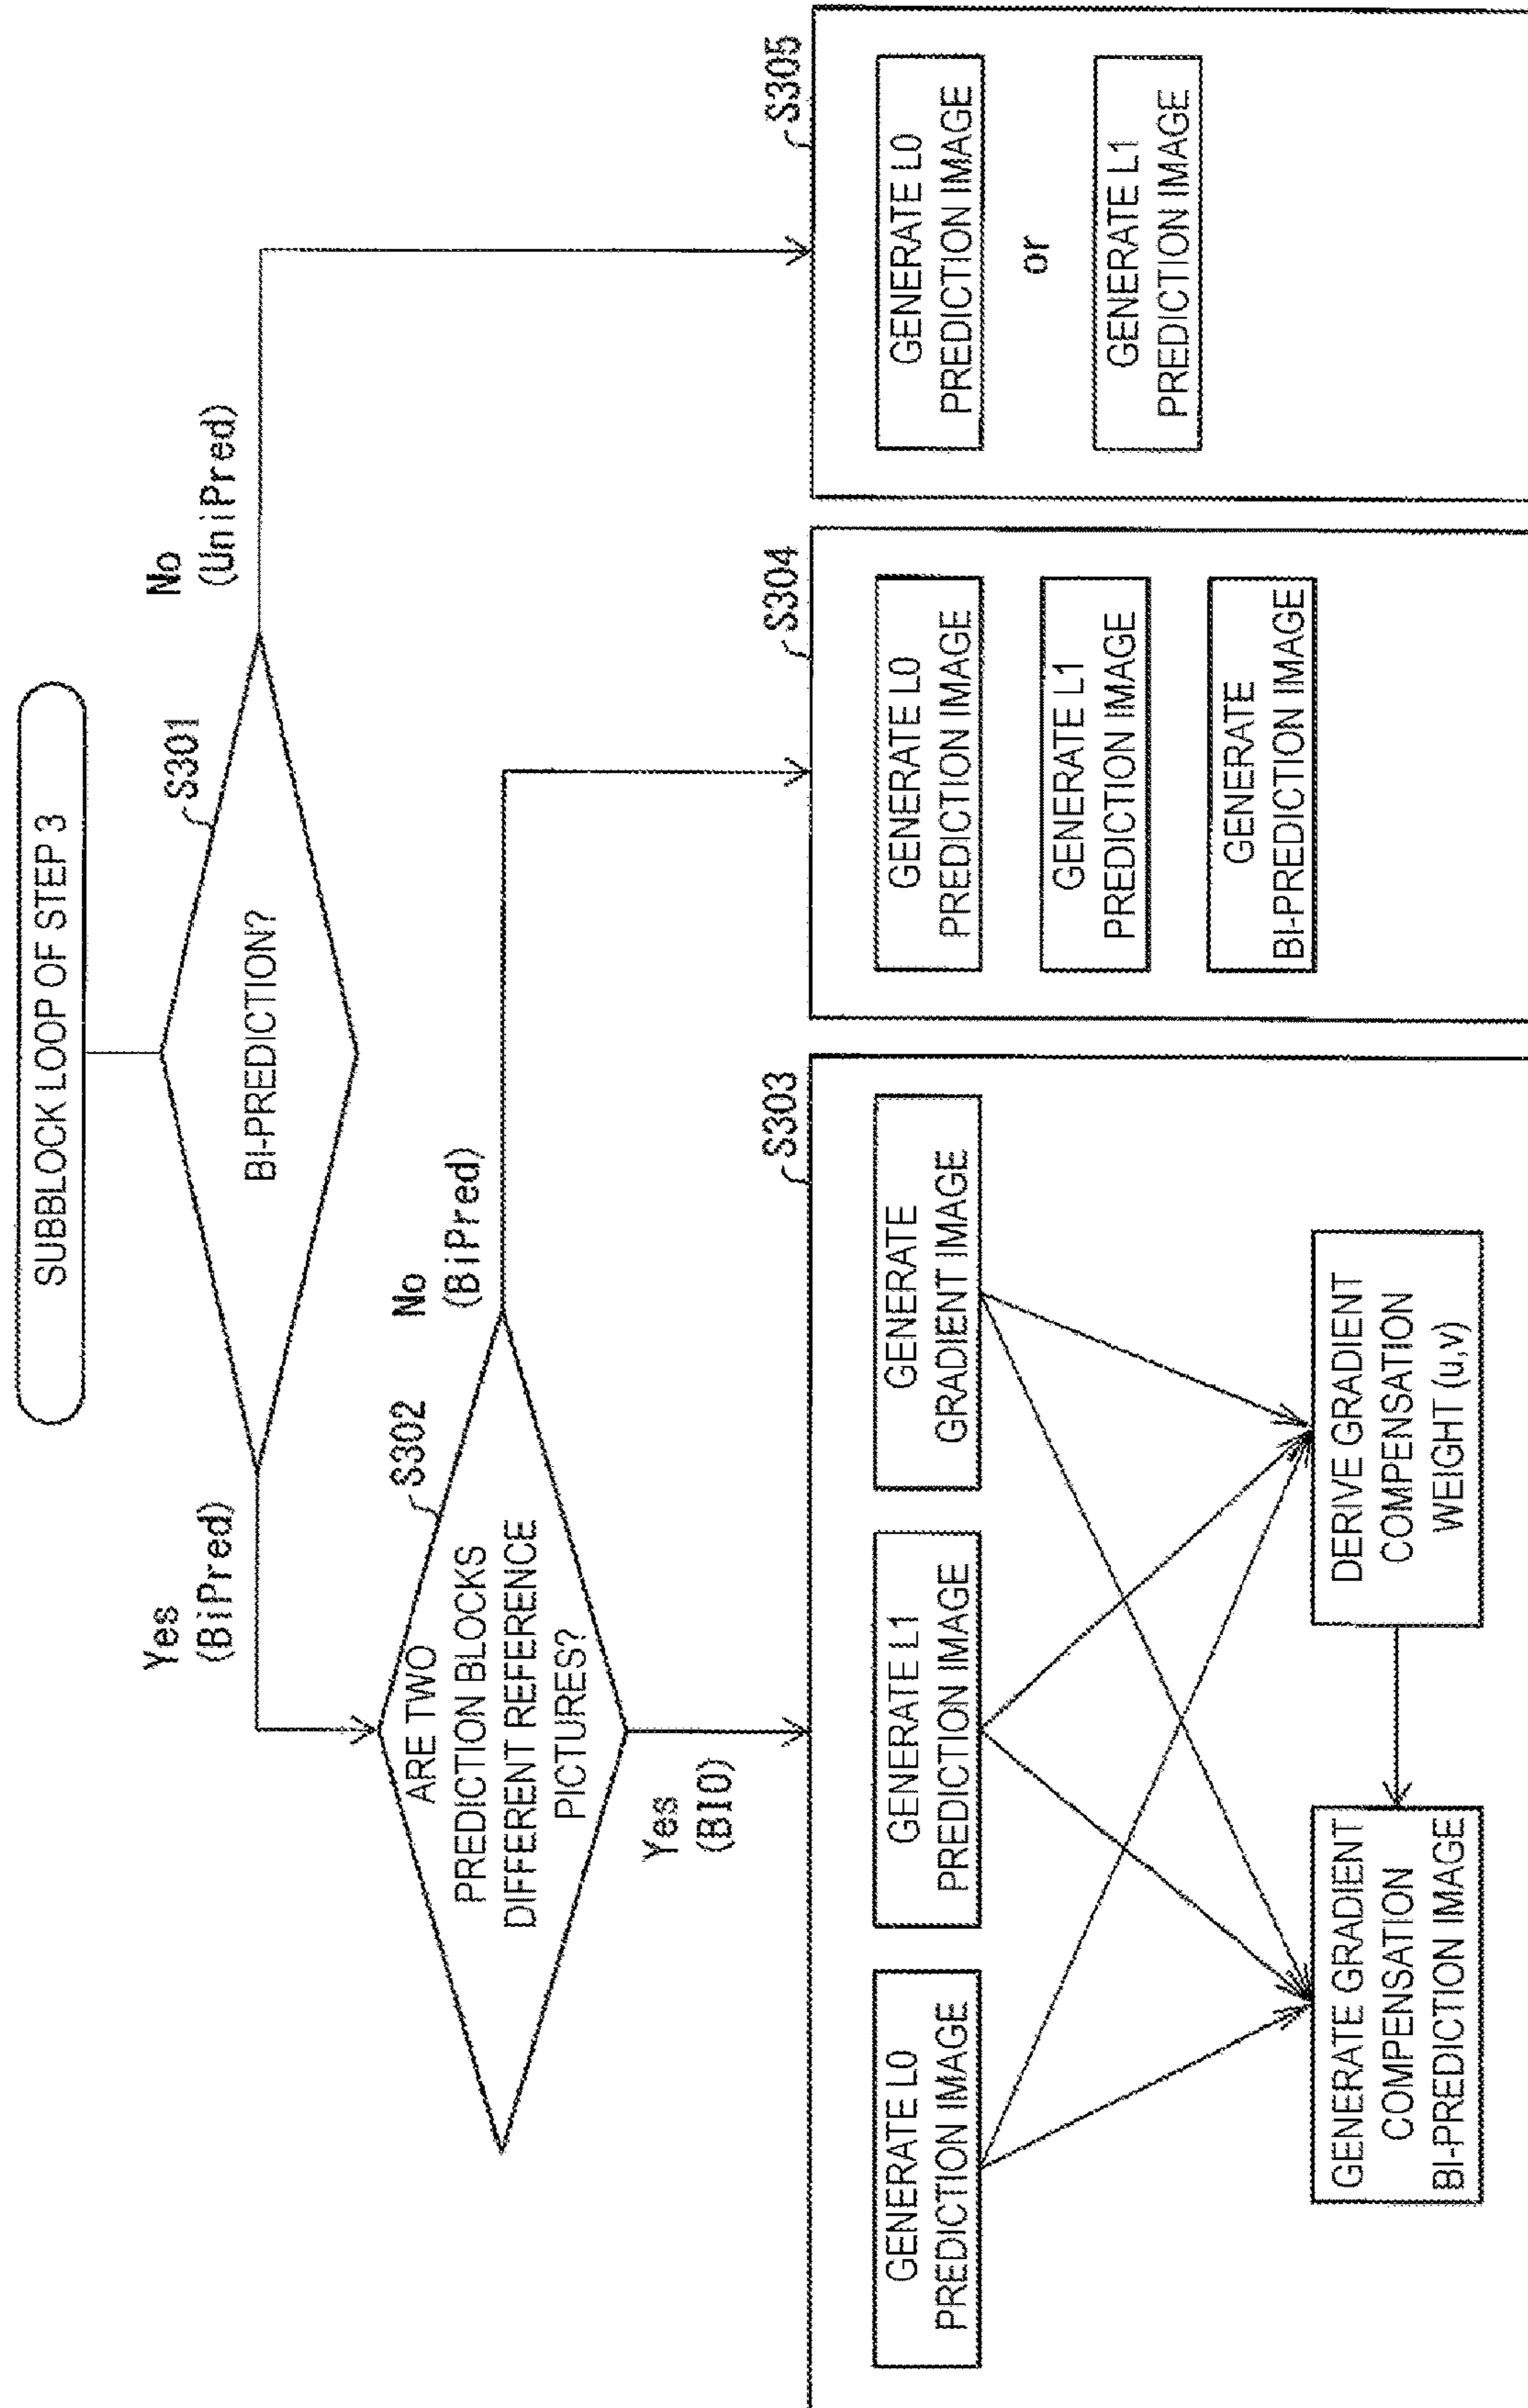 SUBBLOCK LOOP OF STEP 3
S301
BI-PREDICTION?
Yes
(BiPred)
No
(UniPred)
S302
ARE TWO
PREDICTION BLOCKS
DIFFERENT REFERENCE
PICTURES?
No
(BiPred)
Yes
(BIO)
S303
GENERATE L0
PREDICTION IMAGE
GENERATE L1
PREDICTION IMAGE
GENERATE
GRADIENT IMAGE
GENERATE GRADIENT
COMPENSATION
BI-PREDICTION IMAGE
DERIVE GRADIENT
COMPENSATION
WEIGHT (u,v)
S304
GENERATE L0
PREDICTION IMAGE
GENERATE L1
PREDICTION IMAGE
GENERATE
BI-PREDICTION IMAGE
S305
GENERATE L0
PREDICTION IMAGE
or
GENERATE L1
PREDICTION IMAGE